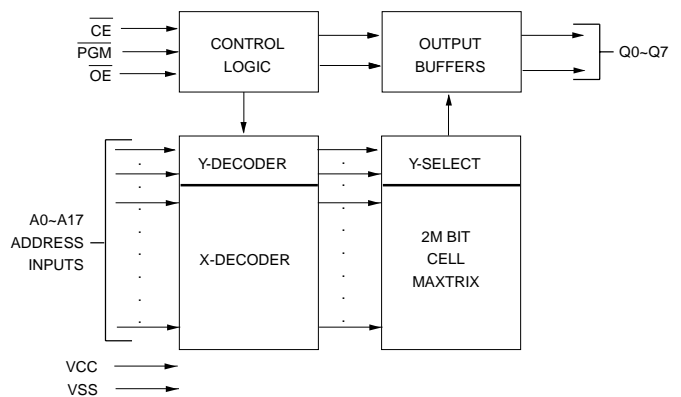 CE
PGM
OE
CONTROL
LOGIC
OUTPUT
BUFFERS
Q0~Q7
A0~A17
ADDRESS
INPUTS
Y-DECODER
X-DECODER
Y-SELECT
2M BIT
CELL
MAXTRIX
VCC
VSS